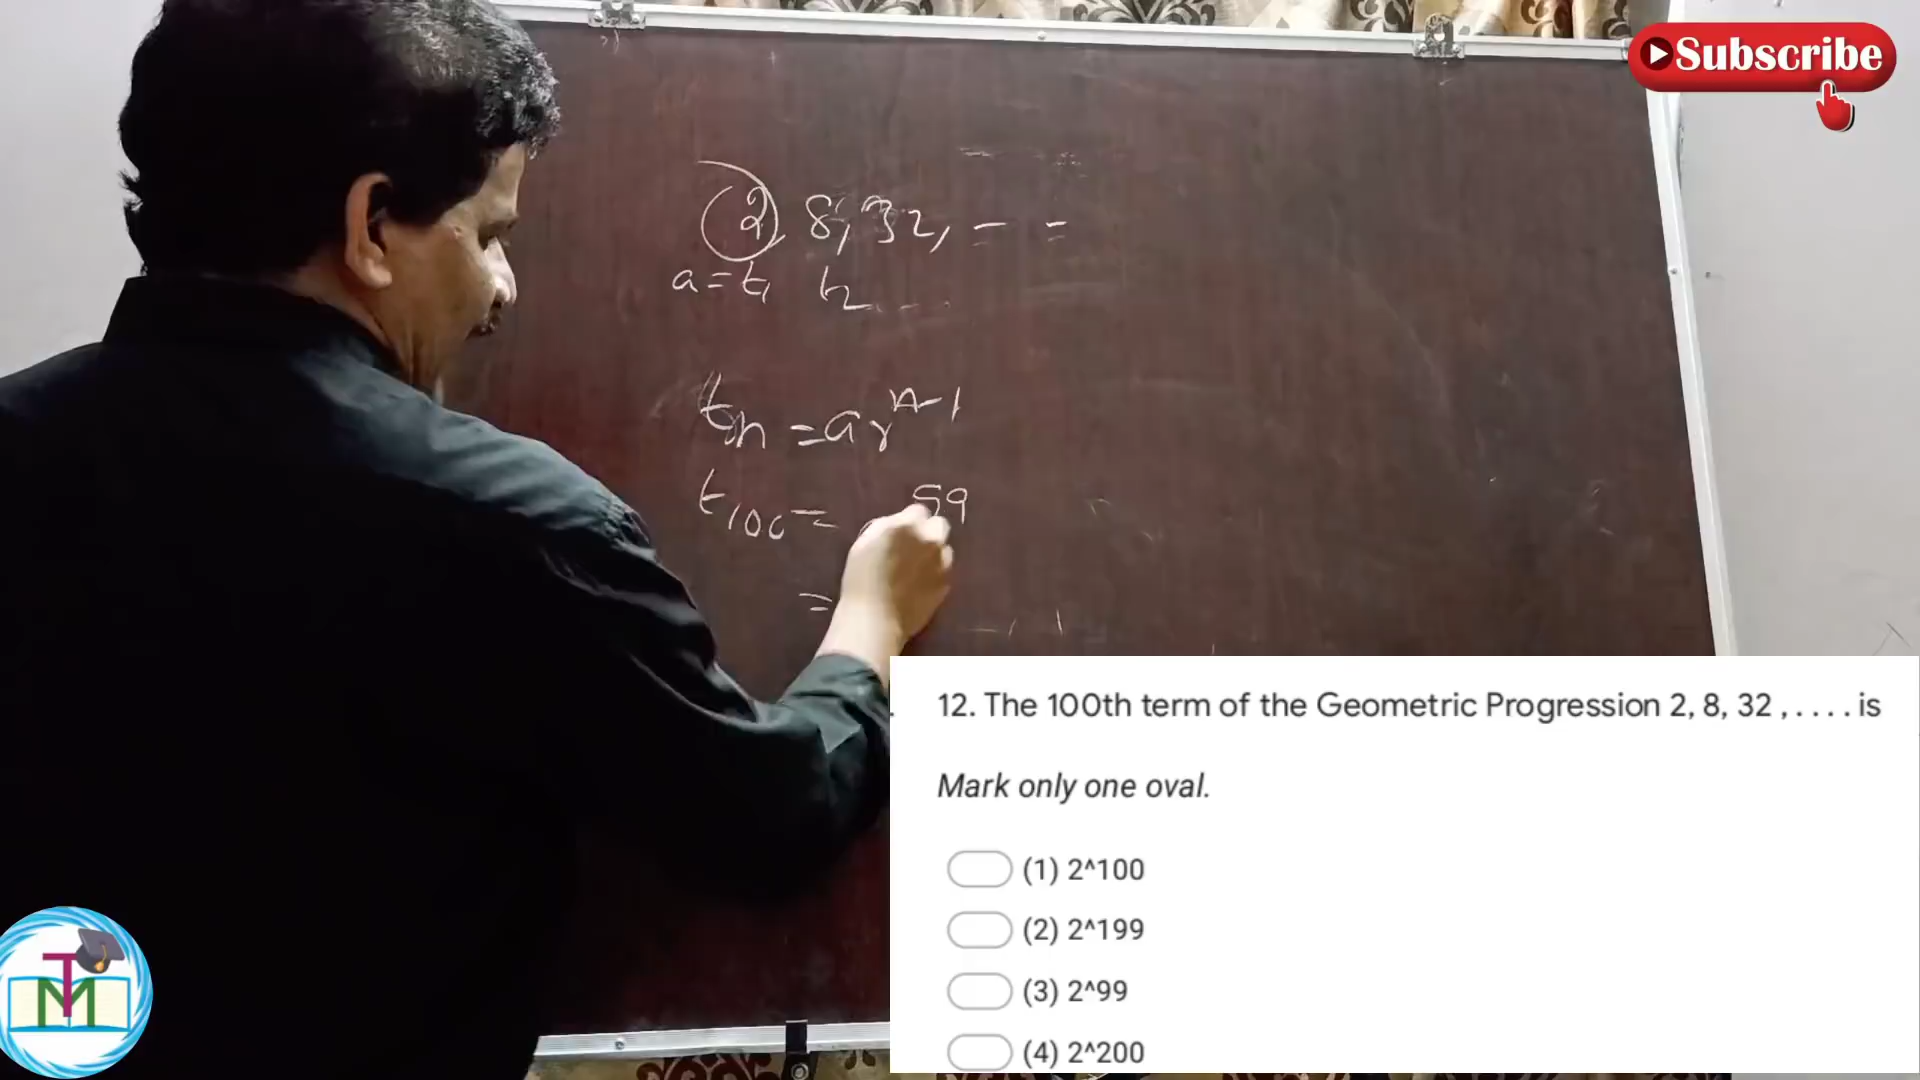 Subscribe
2, 8, 32, - =
a = t1 t2 ...
tn = a r^n-1
t100 = 99
=
12. The 100th term of the Geometric Progression 2, 8, 32 , . . . . is
Mark only one oval.
(1) 2^100
(2) 2^199
(3) 2^99
(4) 2^200
TM